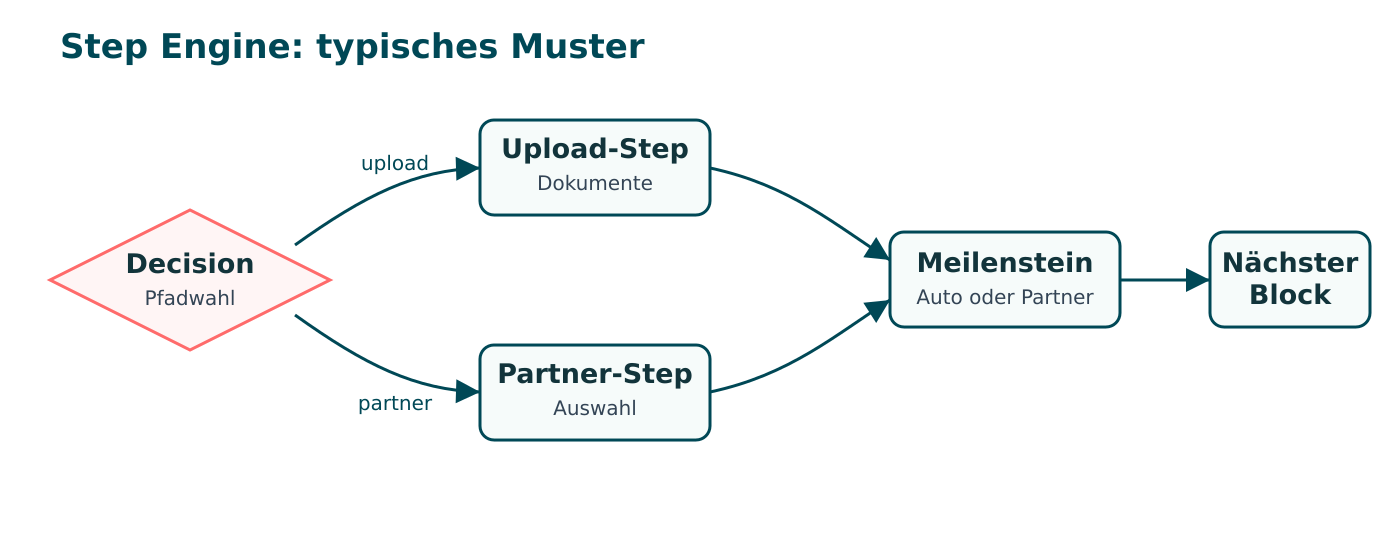 Step Engine: typisches Muster
upload
Upload-Step
Dokumente
Decision
Pfadwahl
Meilenstein
Auto oder Partner
Nächster
Block
partner
Partner-Step
Auswahl